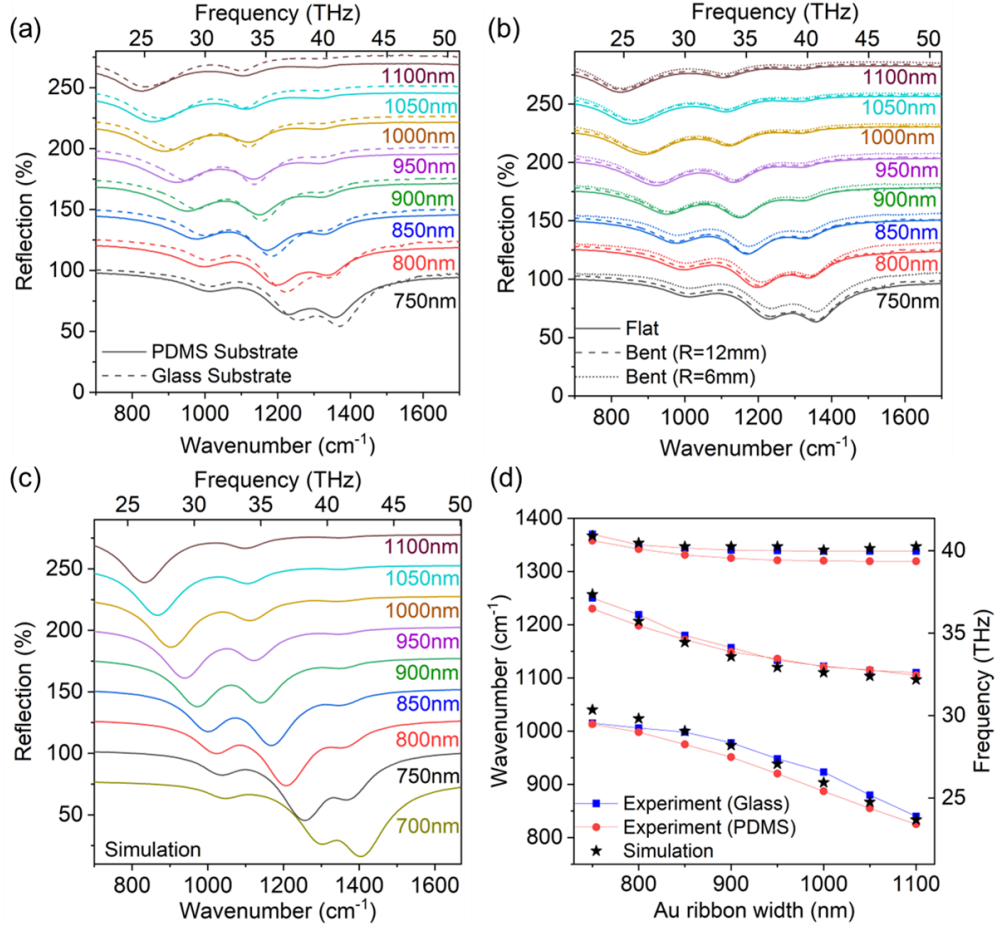 (a)
Frequency (THz)
25 30 35 40 45 50
Reflection (%)
250
200
150
100
50
0
1100nm
1050nm
1000nm
950nm
900nm
850nm
800nm
750nm
PDMS Substrate
Glass Substrate
800 1000 1200 1400 1600
Wavenumber (cm⁻¹)
(b)
Frequency (THz)
25 30 35 40 45 50
Reflection (%)
250
200
150
100
50
0
1100nm
1050nm
1000nm
950nm
900nm
850nm
800nm
750nm
Flat
Bent (R=12mm)
Bent (R=6mm)
800 1000 1200 1400 1600
Wavenumber (cm⁻¹)
(c)
Frequency (THz)
25 30 35 40 45 50
Reflection (%)
250
200
150
100
50
1100nm
1050nm
1000nm
950nm
900nm
850nm
800nm
750nm
700nm
Simulation
800 1000 1200 1400 1600
Wavenumber (cm⁻¹)
(d)
Wavenumber (cm⁻¹)
1400
1300
1200
1100
1000
900
800
40
35
30
25
Frequency (THz)
Experiment (Glass)
Experiment (PDMS)
Simulation
800 900 1000 1100
Au ribbon width (nm)